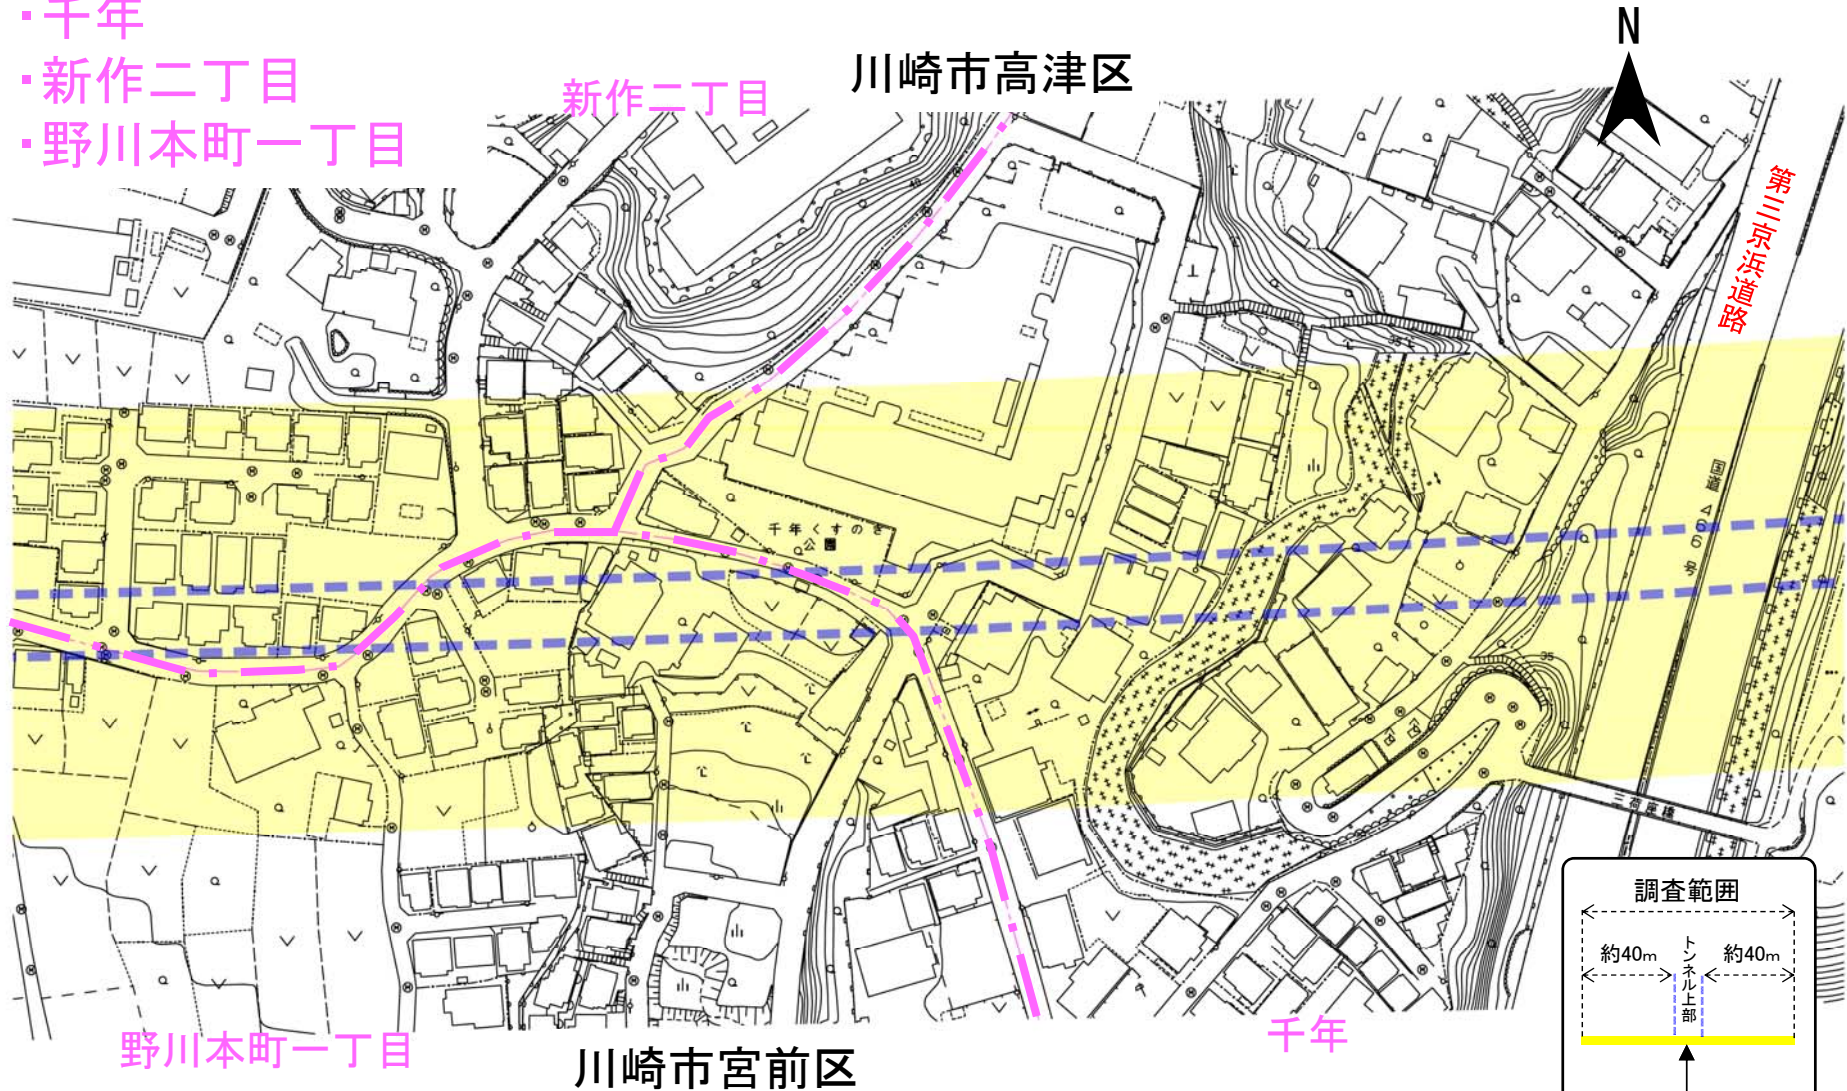 ・千年
・新作二丁目
・野川本町一丁目
新作二丁目
川崎市高津区
N
第三京浜道路
国道466号
千年くすのき
公園
三荷座橋
35
調査範囲
約40m
トンネル上部
約40m
千年
野川本町一丁目
川崎市宮前区